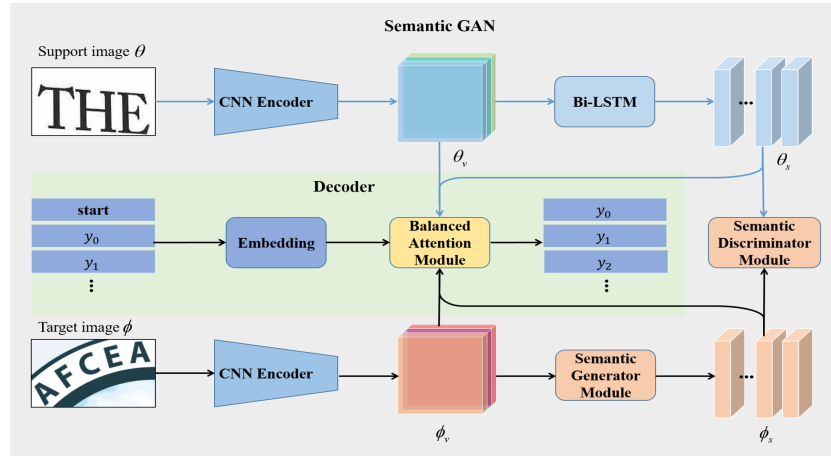 Semantic GAN
Support image θ
THE
CNN Encoder
Bi-LSTM
...
θv
θs
Decoder
start
y0
y1
⋮
Embedding
Balanced
Attention
Module
y0
y1
y2
⋮
Semantic
Discriminator
Module
Target image ϕ
AFCEA
CNN Encoder
Semantic
Generator
Module
...
ϕv
ϕs